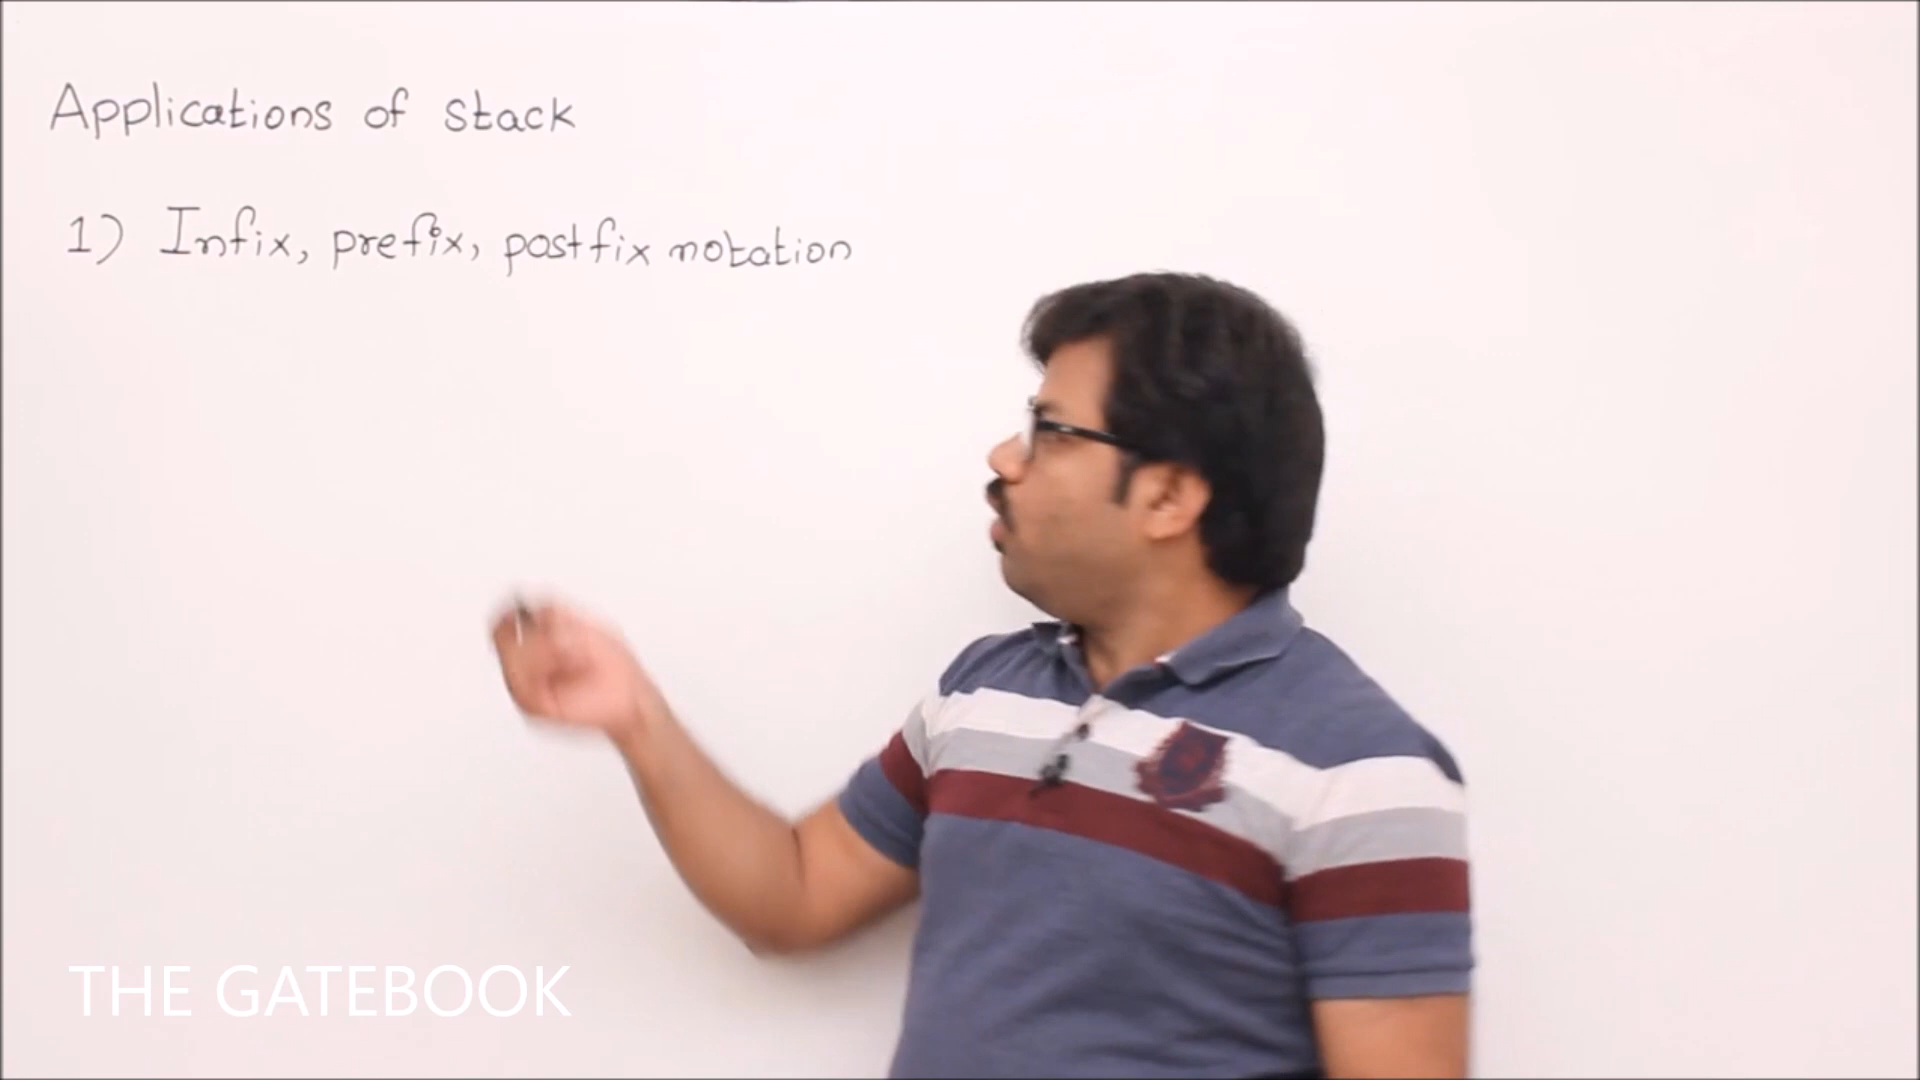 Applications of stack
1) Infix, prefix, postfix notation
THE GATEBOOK